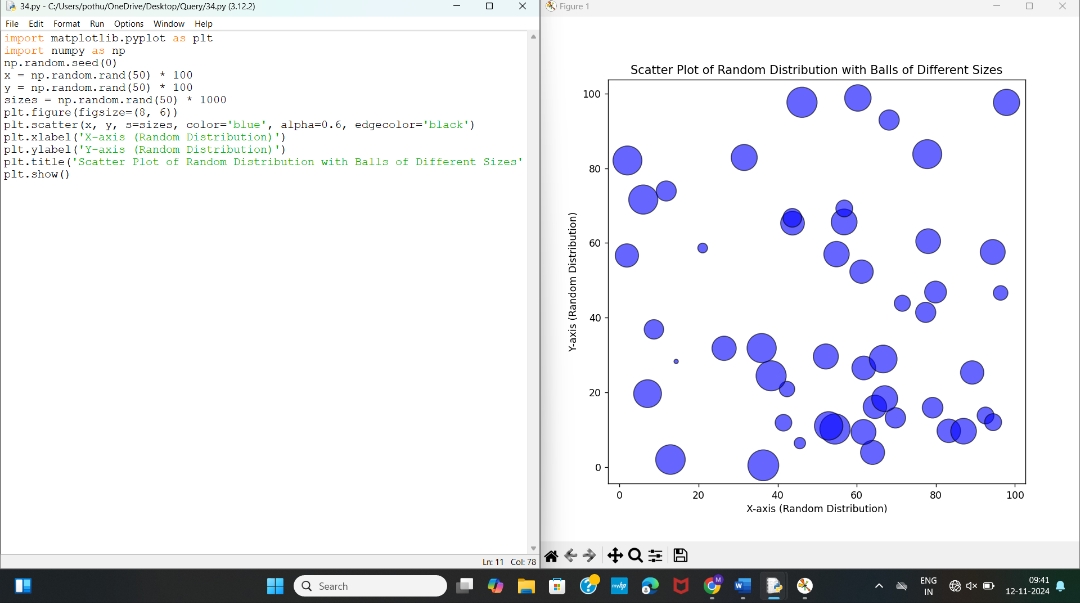 34.py - C:/Users/pothu/OneDrive/Desktop/Query/34.py (3.12.2)
File Edit Format Run Options Window Help
import matplotlib.pyplot as plt
import numpy as np
np.random.seed(0)
x = np.random.rand(50) * 100
y = np.random.rand(50) * 100
sizes = np.random.rand(50) * 1000
plt.figure(figsize=(8, 6))
plt.scatter(x, y, s=sizes, color='blue', alpha=0.6, edgecolor='black')
plt.xlabel('X-axis (Random Distribution)')
plt.ylabel('Y-axis (Random Distribution)')
plt.title('Scatter Plot of Random Distribution with Balls of Different Sizes'
plt.show()
Ln: 11 Col: 78
Figure 1
Scatter Plot of Random Distribution with Balls of Different Sizes
Y-axis (Random Distribution)
100
80
60
40
20
0
0 20 40 60 80 100
X-axis (Random Distribution)
Search
ENG
IN
09:41
12-11-2024